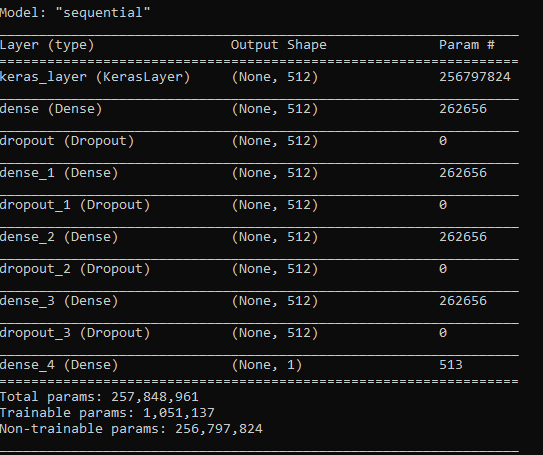 Model: "sequential"
Layer (type) Output Shape Param #
keras_layer (KerasLayer) (None, 512) 256797824
dense (Dense) (None, 512) 262656
dropout (Dropout) (None, 512) 0
dense_1 (Dense) (None, 512) 262656
dropout_1 (Dropout) (None, 512) 0
dense_2 (Dense) (None, 512) 262656
dropout_2 (Dropout) (None, 512) 0
dense_3 (Dense) (None, 512) 262656
dropout_3 (Dropout) (None, 512) 0
dense_4 (Dense) (None, 1) 513
Total params: 257,848,961
Trainable params: 1,051,137
Non-trainable params: 256,797,824